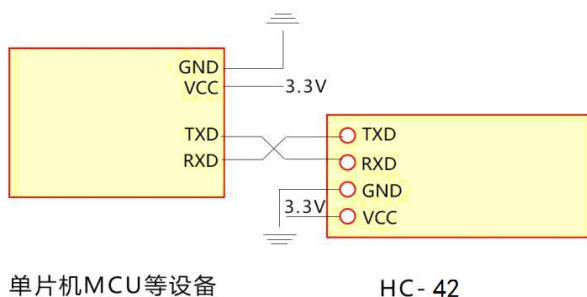 GND
VCC
3.3V
TXD
RXD
TXD
RXD
GND
3.3V
VCC
单片机MCU等设备
HC- 42